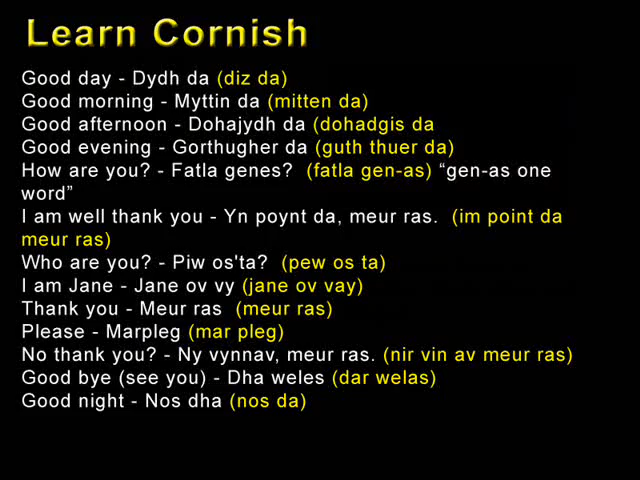 Learn Cornish
Good day - Dydh da (diz da)
Good morning - Myttin da (mitten da)
Good afternoon - Dohajydh da (dohadgis da
Good evening - Gorthugher da (guth thuer da)
How are you? - Fatla genes?  (fatla gen-as) “gen-as one
word”
I am well thank you - Yn poynt da, meur ras.  (im point da
meur ras)
Who are you? - Piw os'ta?  (pew os ta)
I am Jane - Jane ov vy (jane ov vay)
Thank you - Meur ras  (meur ras)
Please - Marpleg (mar pleg)
No thank you? - Ny vynnav, meur ras. (nir vin av meur ras)
Good bye (see you) - Dha weles (dar welas)
Good night - Nos dha (nos da)